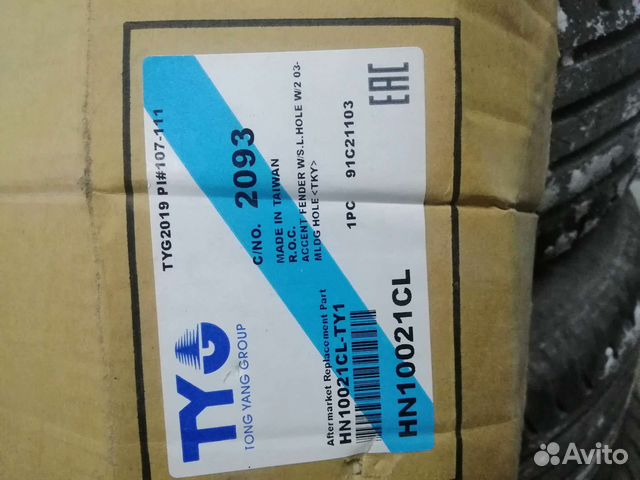 TYG
TONG YANG GROUP
TYG2019 PI#107-111
C/NO. 2093
MADE IN TAIWAN
R.O.C.
ACCENT FENDER W/S.L.HOLE W/2 03-
MLDG HOLE <TKY>
1PC 91C21103
EAC
Aftermarket Replacement Part
HN10021CL-TY1
HN10021CL
Avito